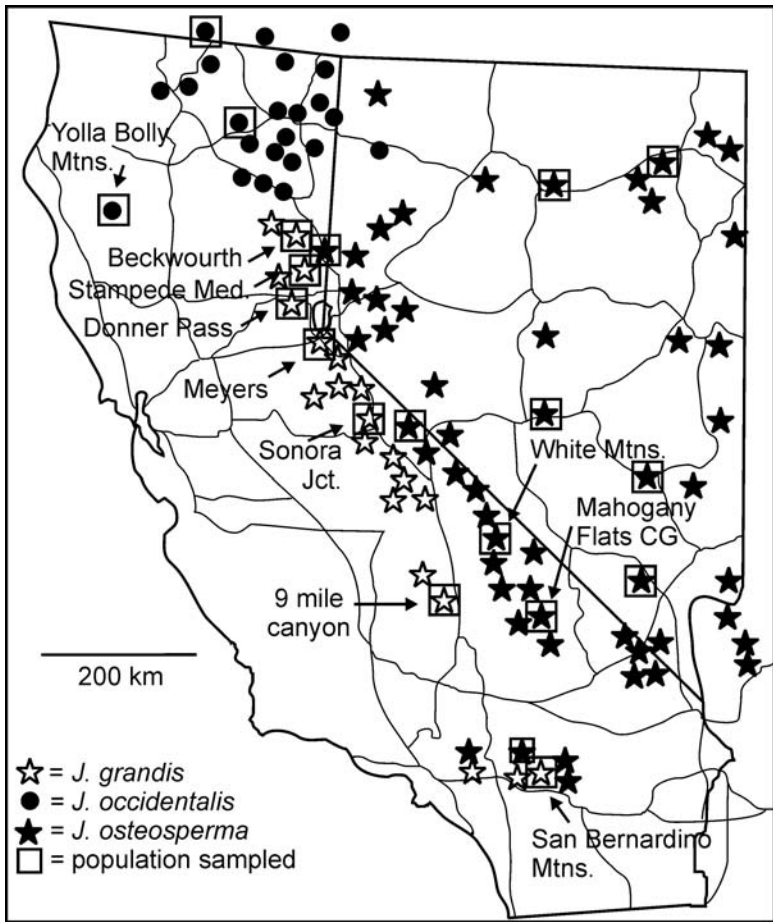 Yolla Bolly
Mtns.
Beckwourth
Stampede Med.
Donner Pass
Meyers
Sonora
Jct.
White Mtns.
Mahogany
Flats CG
9 mile
canyon
200 km
= J. grandis
= J. occidentalis
= J. osteosperma
= population sampled
San Bernardino
Mtns.